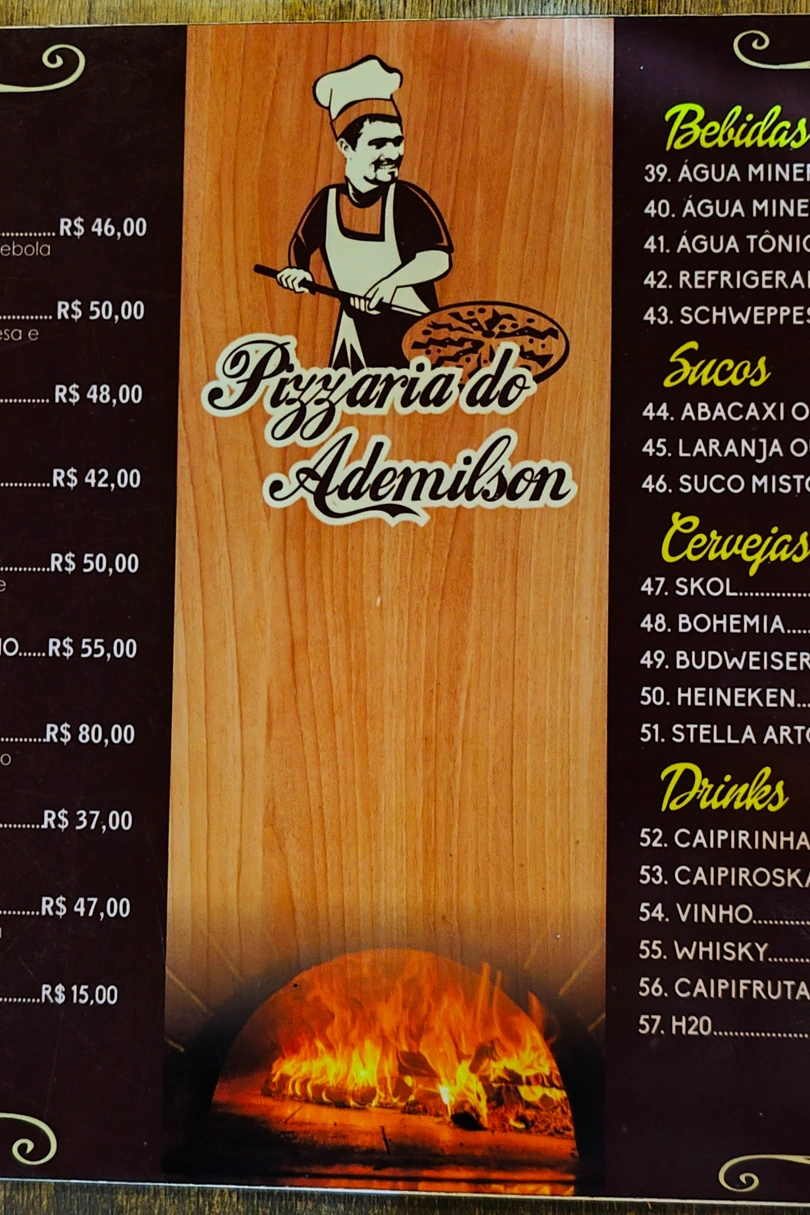 R$ 46,00
ebola
R$ 50,00
esa e
R$ 48,00
R$ 42,00
R$ 50,00
e
O......R$ 55,00
R$ 80,00
o
R$ 37,00
R$ 47,00
R$ 15,00
Pizzaria do
Ademilson
Bebidas
39. ÁGUA MINE
40. ÁGUA MINE
41. ÁGUA TÔNIC
42. REFRIGERA
43. SCHWEPPES
Sucos
44. ABACAXI O
45. LARANJA O
46. SUCO MISTO
Cervejas
47. SKOL
48. BOHEMIA
49. BUDWEISER
50. HEINEKEN
51. STELLA ARTO
Drinks
52. CAIPIRINHA
53. CAIPIROSKA
54. VINHO
55. WHISKY
56. CAIPIFRUTA
57. H20